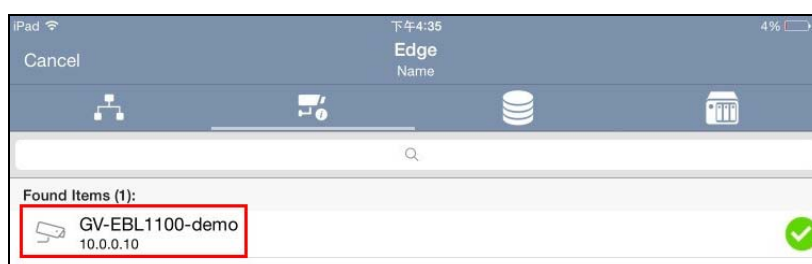 iPad 下午4:35 4%
Cancel
Edge
Name
Found Items (1):
GV-EBL1100-demo
10.0.0.10